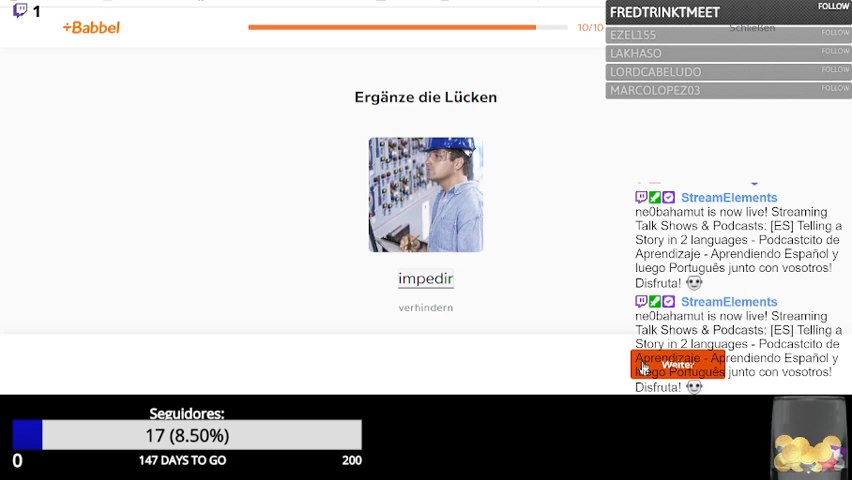 1
+Babbel
10/10
Schließen
FREDTRINKTMEET
FOLLOW
EZEL155
FOLLOW
LAKHASO
FOLLOW
LORDCABELUDO
FOLLOW
MARCOLOPEZ03
FOLLOW
Ergänze die Lücken
impedir
verhindern
StreamElements
ne0bahamut is now live! Streaming
Talk Shows & Podcasts: [ES] Telling a
Story in 2 languages - Podcastcito de
Aprendizaje - Aprendiendo Español y
luego Português junto con vosotros!
Disfruta!
StreamElements
ne0bahamut is now live! Streaming
Talk Shows & Podcasts: [ES] Telling a
Story in 2 languages - Podcastcito de
Aprendizaje - Aprendiendo Español y
luego Português junto con vosotros!
Disfruta!
Weiter
Seguidores:
17 (8.50%)
0
147 DAYS TO GO
200